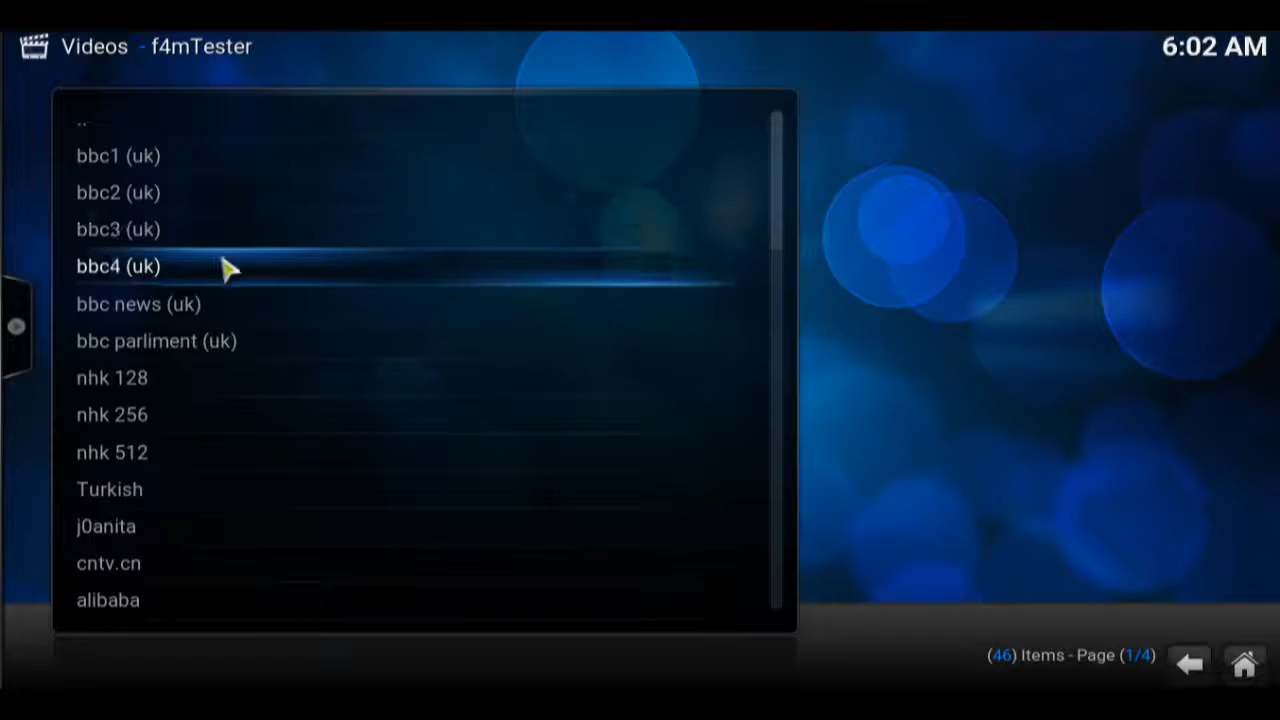 Videos - f4mTester
6:02 AM
..
bbc1 (uk)
bbc2 (uk)
bbc3 (uk)
bbc4 (uk)
bbc news (uk)
bbc parliment (uk)
nhk 128
nhk 256
nhk 512
Turkish
j0anita
cntv.cn
alibaba
(46) Items - Page (1/4)